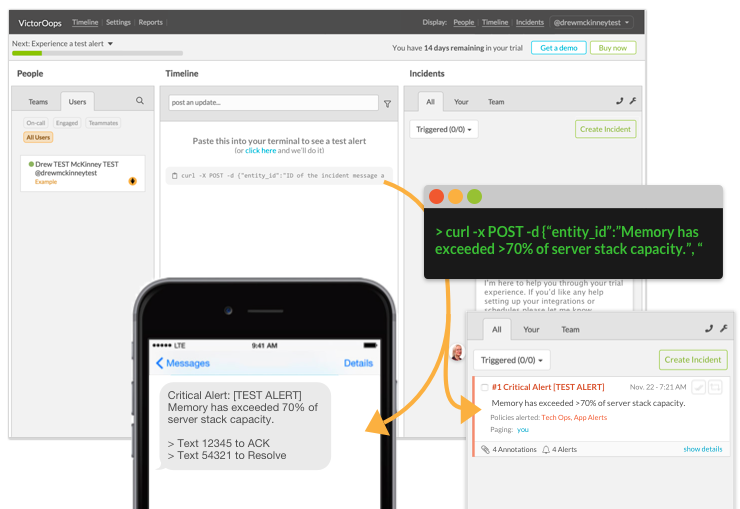 VictorOops Timeline Settings Reports
Display: People Timeline Incidents @drewmckinneytest
Next: Experience a test alert
You have 14 days remaining in your trial
Get a demo
Buy now
People
Timeline
Incidents
Teams Users
post an update...
All Your Team
On-call Engaged Teammates
All Users
Triggered (0/0)
Create Incident
Paste this into your terminal to see a test alert
(or click here and we'll do it)
Drew TEST McKinney TEST
@drewmckinneytest
Example
curl -X POST -d {"entity_id":"ID of the incident message a
> curl -x POST -d {“entity_id”:”Memory has
exceeded >70% of server stack capacity.”, “
I'm here to help you through your trial
experience. If you'd like any help
setting up your integrations or
schedules please let me know
LTE 9:41 AM
Messages Details
Critical Alert: [TEST ALERT]
Memory has exceeded 70% of
server stack capacity.
> Text 12345 to ACK
> Text 54321 to Resolve
All Your Team
Triggered (0/0)
Create Incident
#1 Critical Alert [TEST ALERT] Nov. 22 - 7:21 AM
Memory has exceeded >70% of server stack capacity.
Policies alerted: Tech Ops, App Alerts
Paging: you
4 Annotations 4 Alerts show details